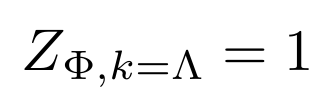 $Z_{\Phi,k=\Lambda} = 1$